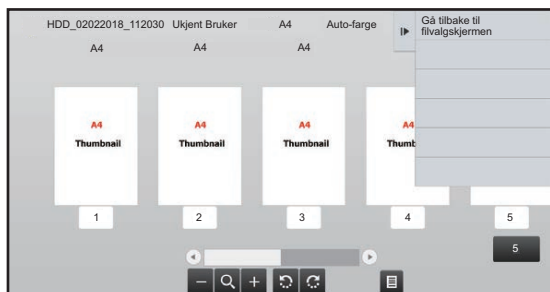 HDD_02022018_112030 Ukjent Bruker A4 Auto-farge
Gå tilbake til
filvalgskjermen
A4 A4 A4
A4 A4 A4 A4
Thumbnail Thumbnail Thumbnail Thumb
1 2 3 4 5
5